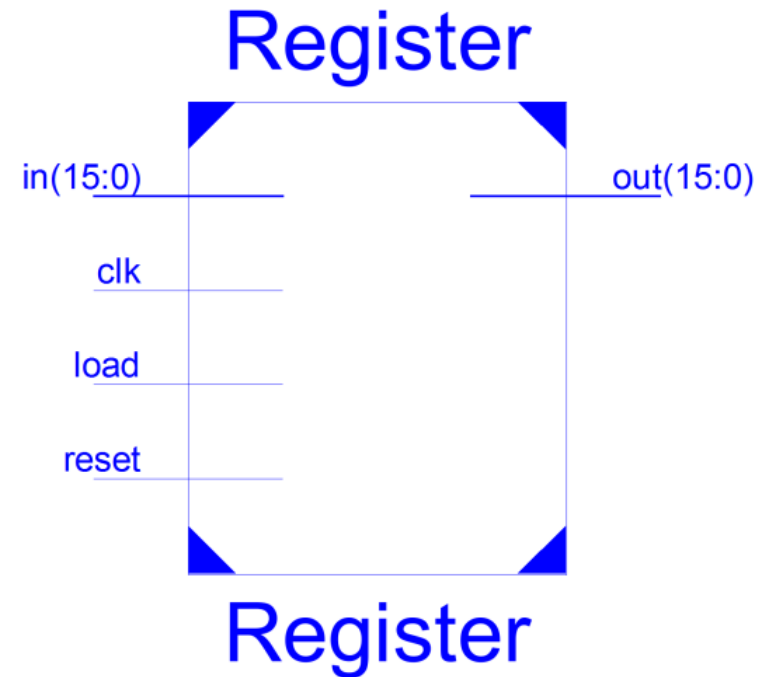 Register
in(15:0)
out(15:0)
clk
load
reset
Register